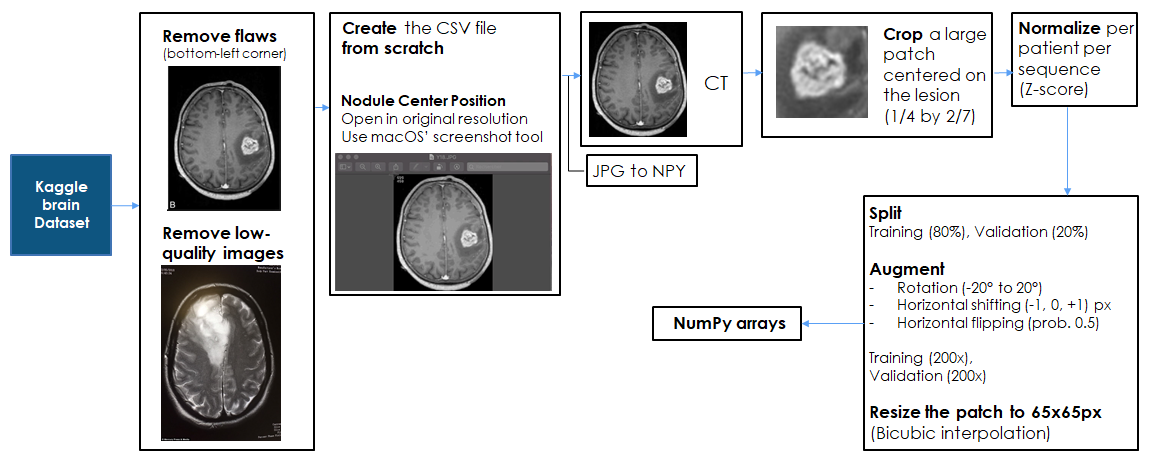 Kaggle
brain
Dataset
Remove flaws
(bottom-left corner)
B
Remove low-
quality images
Create the CSV file
from scratch
Nodule Center Position
Open in original resolution
Use macOS’ screenshot tool
Y18.JPG
JPG to NPY
CT
Crop a large
patch
centered on
the lesion
(1/4 by 2/7)
Normalize per
patient per
sequence
(Z-score)
Split
Training (80%), Validation (20%)
Augment
- Rotation (-20° to 20°)
- Horizontal shifting (-1, 0, +1) px
- Horizontal flipping (prob. 0.5)
Training (200x),
Validation (200x)
Resize the patch to 65x65px
(Bicubic interpolation)
NumPy arrays